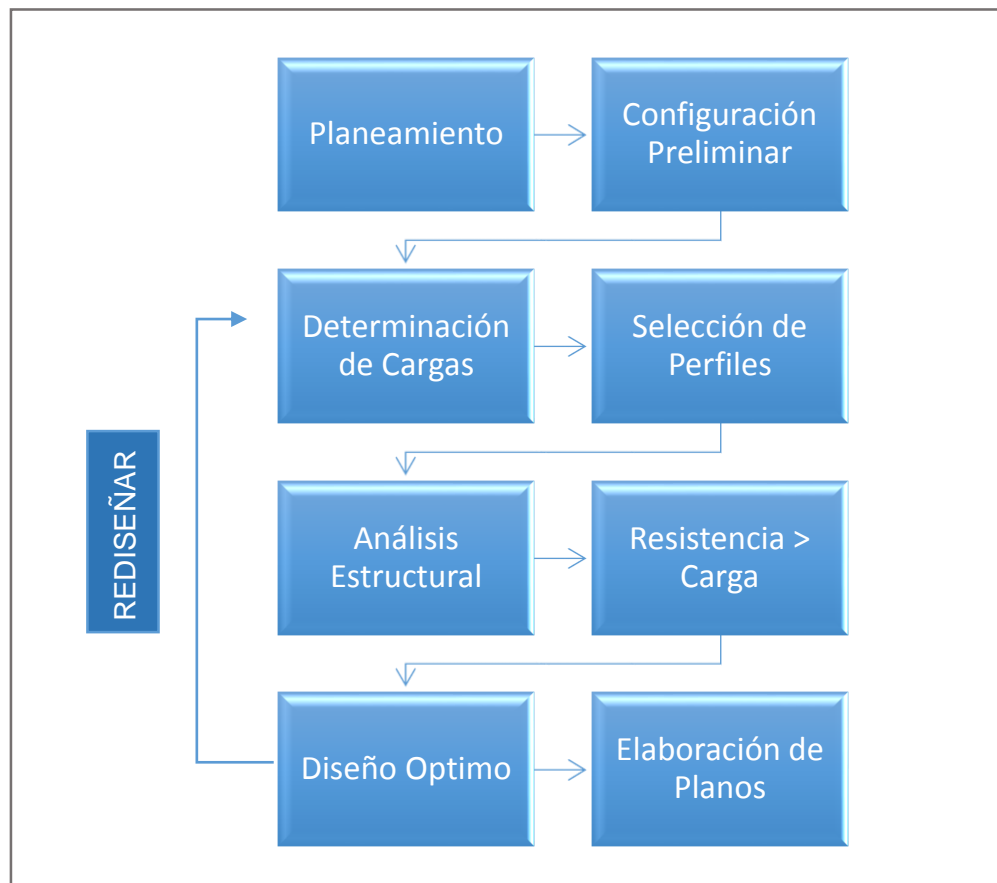 Planeamiento
Configuración
Preliminar
Determinación
de Cargas
Selección de
Perfiles
REDISEÑAR
Análisis
Estructural
Resistencia >
Carga
Diseño Optimo
Elaboración de
Planos